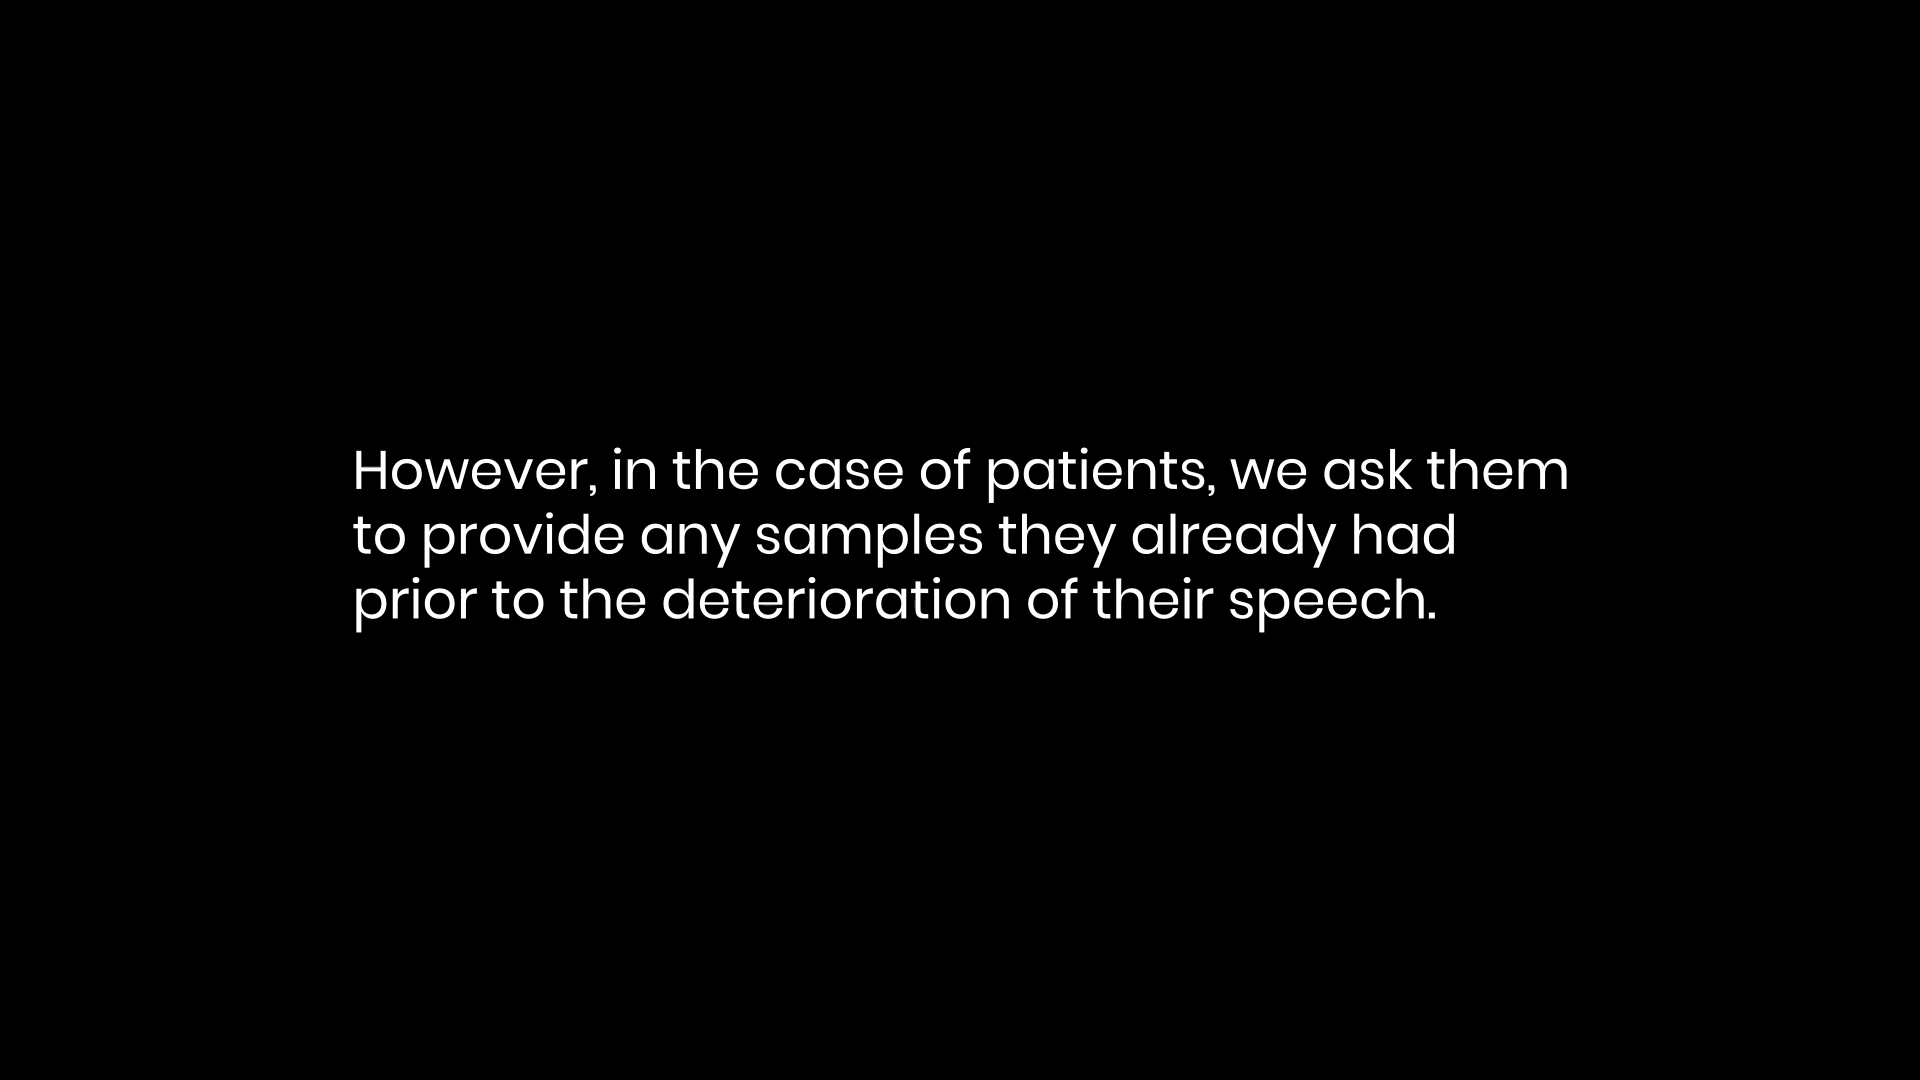 However, in the case of patients, we ask them
to provide any samples they already had
prior to the deterioration of their speech.